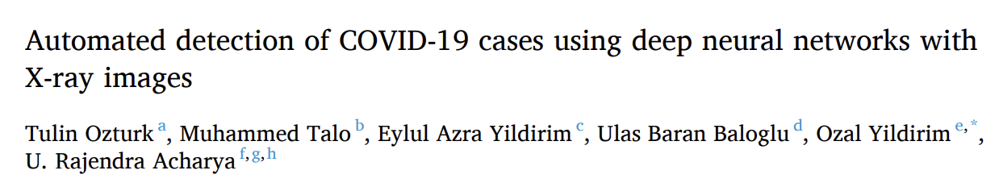 Automated detection of COVID-19 cases using deep neural networks with
X-ray images
Tulin Ozturk a, Muhammed Talo b, Eylul Azra Yildirim c, Ulas Baran Baloglu d, Ozal Yildirim e,*,
U. Rajendra Acharya f,g,h